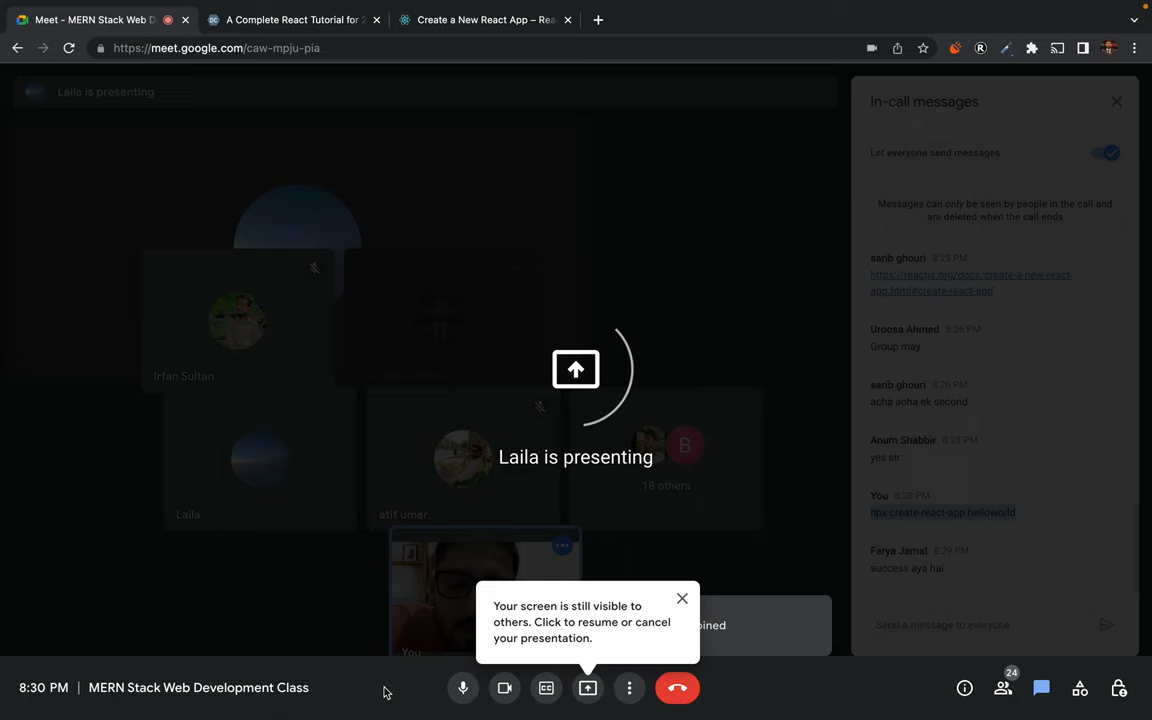 Meet - MERN Stack Web D
A Complete React Tutorial for 2
Create a New React App – Rea
https://meet.google.com/caw-mpju-pia
Laila is presenting
In-call messages
Let everyone send messages
Messages can only be seen by people in the call and
are deleted when the call ends
sarib ghouri 8:25 PM
https://reactjs.org/docs/create-a-new-react-
app.html#create-react-app'
Uroosa Ahmed 8:26 PM
Group may
sarib ghouri 8:26 PM
acha acha ek second
Anum Shabbir 8:28 PM
yes sir
You 8:28 PM
npx create-react-app helloworld
Farya Jamal 8:29 PM
success aya hai
Send a message to everyone
Irfan Sultan
Laila is presenting
B
18 others
Laila
atif umer
You
Your screen is still visible to
others. Click to resume or cancel
your presentation.
8:30 PM | MERN Stack Web Development Class
CC
24